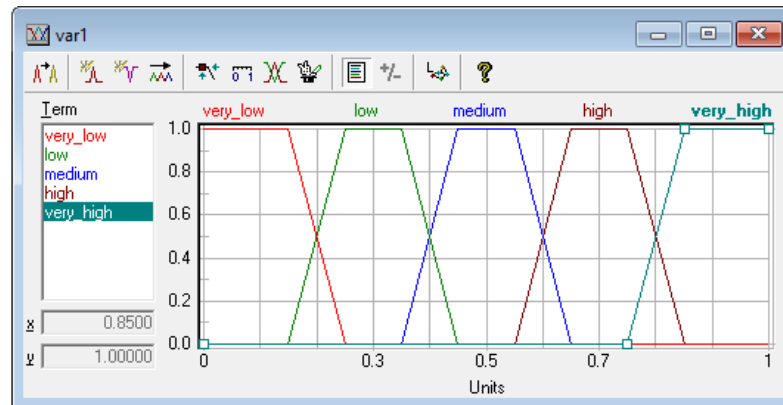 var1
Term
very_low
low
medium
high
very_high
x 0.8500
y 1.00000
very_low low medium high very_high
1.0
0.8
0.6
0.4
0.2
0.0
0 0.3 0.5 0.7 1
Units